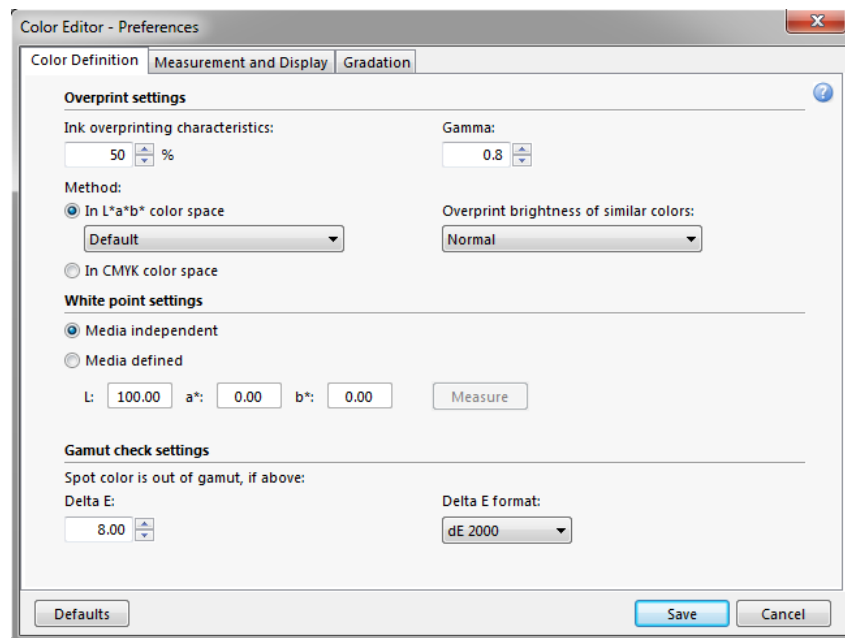 Color Editor - Preferences
x
Color Definition Measurement and Display Gradation
Overprint settings
?
Ink overprinting characteristics: Gamma:
50 % 0.8
Method:
In L*a*b* color space Overprint brightness of similar colors:
Default Normal
In CMYK color space
White point settings
Media independent
Media defined
L: 100.00 a*: 0.00 b*: 0.00 Measure
Gamut check settings
Spot color is out of gamut, if above:
Delta E: Delta E format:
8.00 dE 2000
Defaults Save Cancel